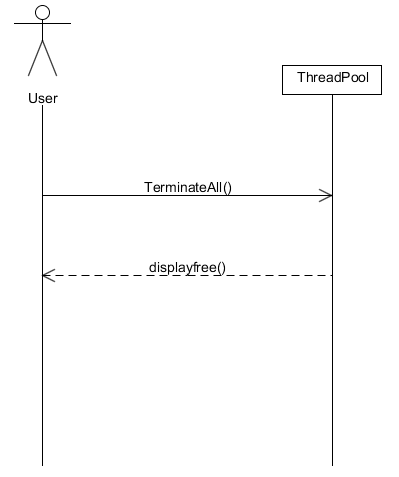 ThreadPool
User
TerminateAll()
displayfree()